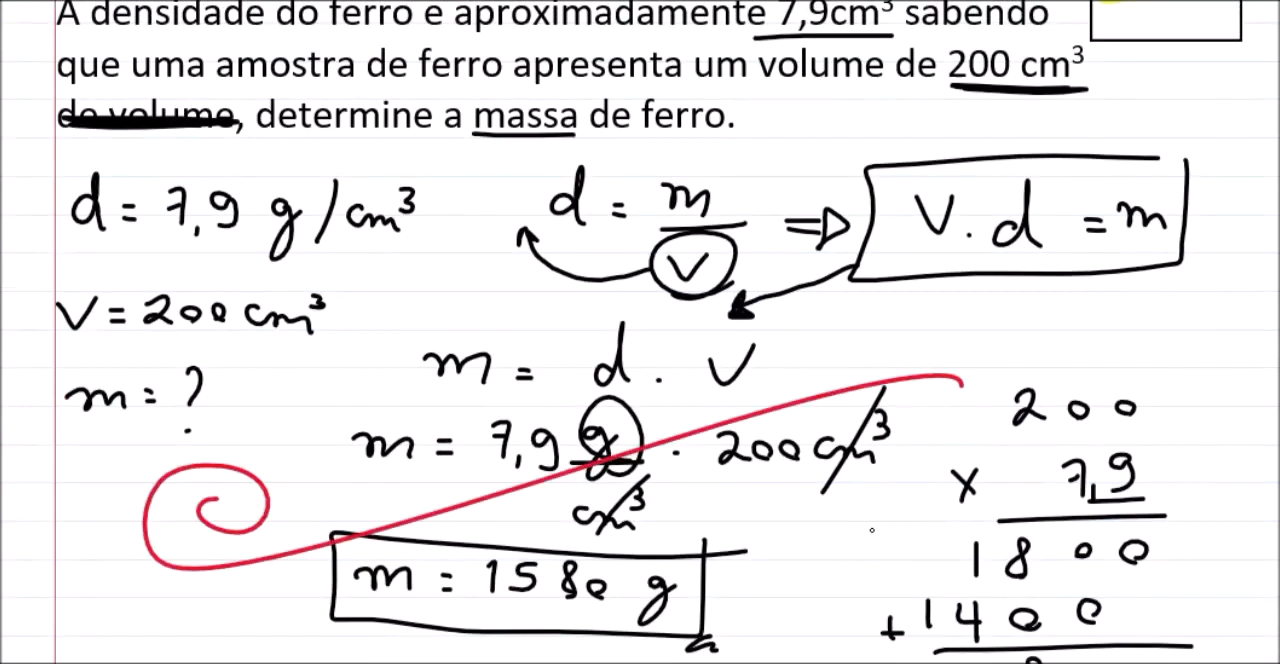 A densidade do ferro e aproximadamente 7,9cm³ sabendo
que uma amostra de ferro apresenta um volume de 200 cm³
do volume, determine a massa de ferro.
d = 7,9 g/cm³
d = m/V ⇒ V.d = m
V = 200 cm³
m = ?
m = d . V
m = 7,9 g/cm³ . 200 cm³
m = 1580 g
200
x 7,9
1800
+1400